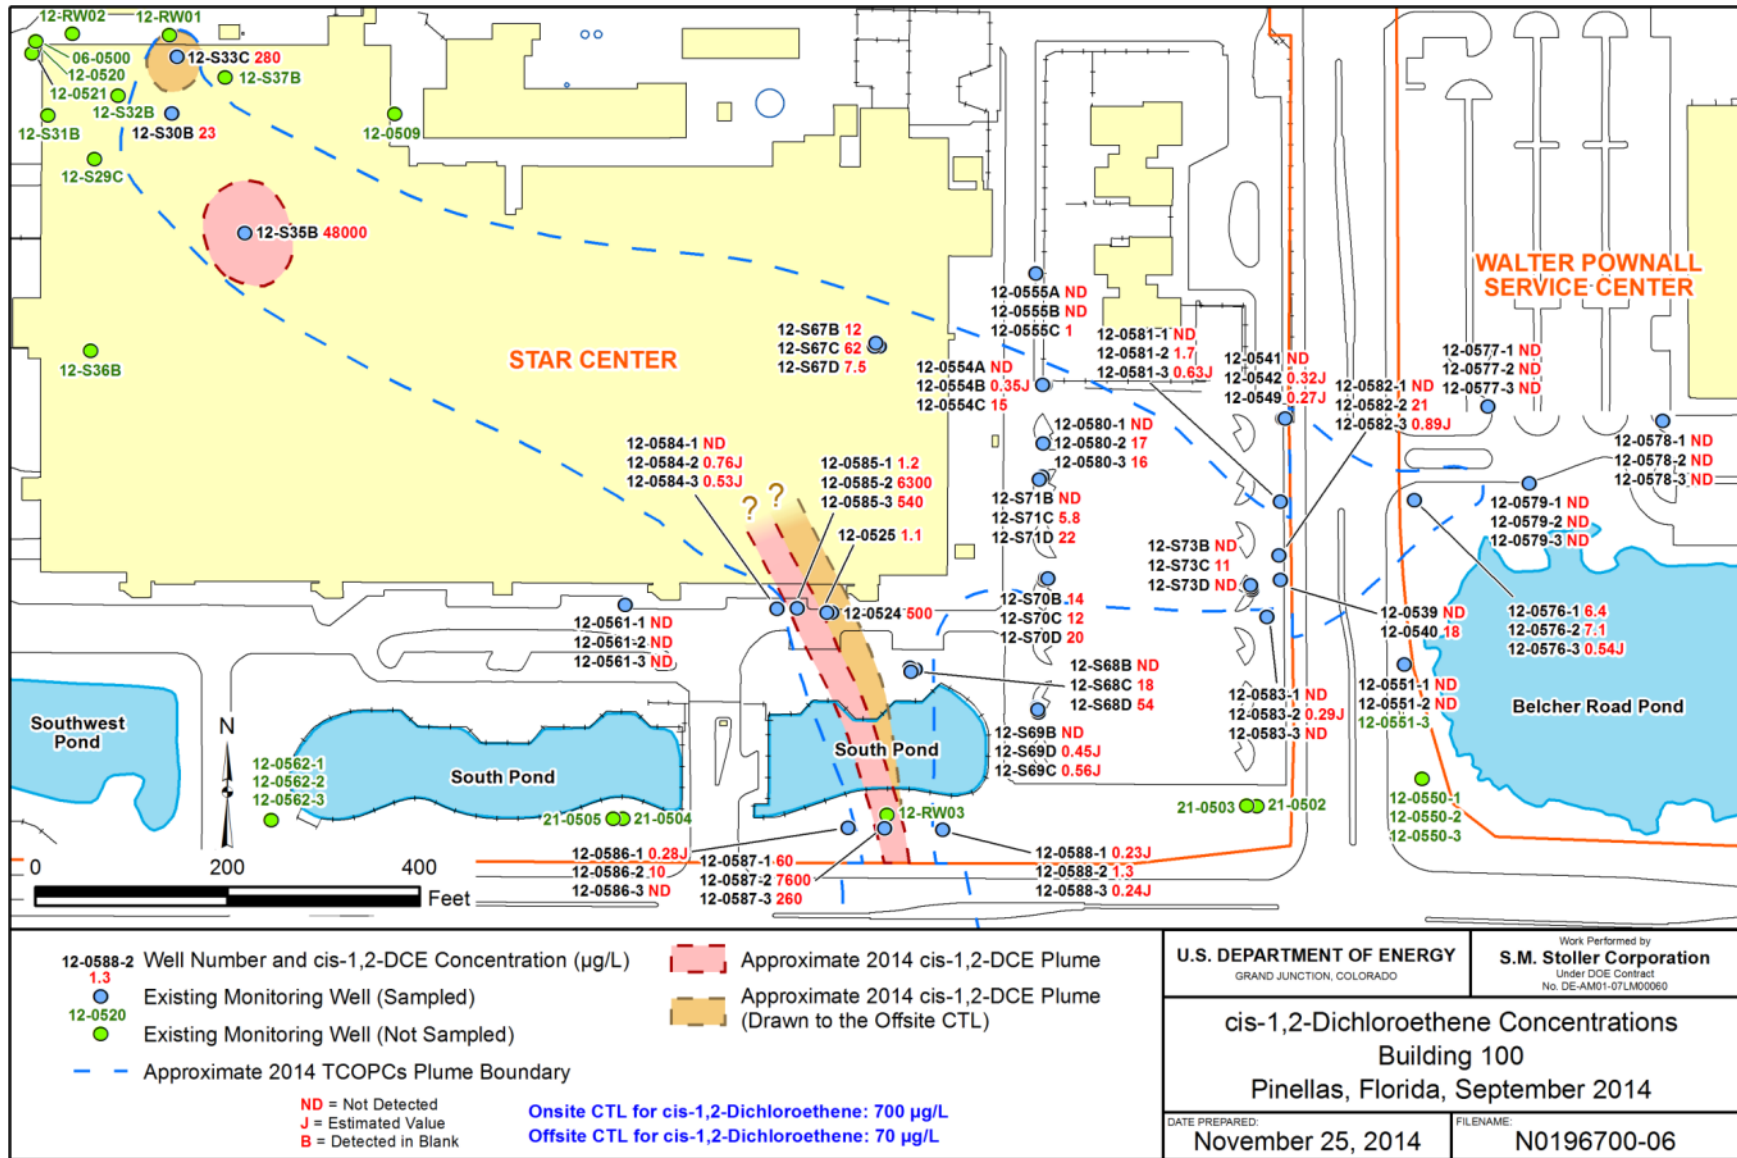 12-RW02
12-RW01
06-0500
12-0520
12-0521
12-S33C 280
12-S37B
12-S32B
12-S31B
12-S30B 23
12-0509
12-S29C
12-S35B 48000
12-S36B
STAR CENTER
WALTER POWNALL
SERVICE CENTER
12-S67B 12
12-S67C 62
12-S67D 7.5
12-0555A ND
12-0555B ND
12-0555C 1
12-0554A ND
12-0554B 0.35J
12-0554C 15
12-0581-1 ND
12-0581-2 1.7
12-0581-3 0.63J
12-0541 ND
12-0542 0.32J
12-0549 0.27J
12-0582-1 ND
12-0582-2 21
12-0582-3 0.89J
12-0577-1 ND
12-0577-2 ND
12-0577-3 ND
12-0578-1 ND
12-0578-2 ND
12-0578-3 ND
12-0580-1 ND
12-0580-2 17
12-0580-3 16
12-0584-1 ND
12-0584-2 0.76J
12-0584-3 0.53J
12-0585-1 1.2
12-0585-2 6300
12-0585-3 540
? ?
12-0525 1.1
12-S71B ND
12-S71C 5.8
12-S71D 22
12-0579-1 ND
12-0579-2 ND
12-0579-3 ND
12-S73B ND
12-S73C 11
12-S73D ND
12-0524 500
12-S70B 14
12-S70C 12
12-S70D 20
12-0539 ND
12-0540 18
12-0576-1 6.4
12-0576-2 7.1
12-0576-3 0.54J
12-0561-1 ND
12-0561-2 ND
12-0561-3 ND
12-S68B ND
12-S68C 18
12-S68D 54
12-0583-1 ND
12-0583-2 0.29J
12-0583-3 ND
12-0551-1 ND
12-0551-2 ND
12-0551-3
Belcher Road Pond
Southwest
Pond
N
12-0562-1
12-0562-2
12-0562-3
South Pond
South Pond
12-S69B ND
12-S69D 0.45J
12-S69C 0.56J
21-0505
21-0504
12-RW03
21-0503
21-0502
12-0550-1
12-0550-2
12-0550-3
12-0586-1 0.28J
12-0586-2 10
12-0586-3 ND
12-0587-1 60
12-0587-2 7600
12-0587-3 260
12-0588-1 0.23J
12-0588-2 1.3
12-0588-3 0.24J
0 200 400
Feet
12-0588-2
1.3
Well Number and cis-1,2-DCE Concentration (µg/L)
Existing Monitoring Well (Sampled)
12-0520
Existing Monitoring Well (Not Sampled)
Approximate 2014 TCOPCs Plume Boundary
Approximate 2014 cis-1,2-DCE Plume
Approximate 2014 cis-1,2-DCE Plume
(Drawn to the Offsite CTL)
ND = Not Detected
J = Estimated Value
B = Detected in Blank
Onsite CTL for cis-1,2-Dichloroethene: 700 µg/L
Offsite CTL for cis-1,2-Dichloroethene: 70 µg/L
U.S. DEPARTMENT OF ENERGY
GRAND JUNCTION, COLORADO
Work Performed by
S.M. Stoller Corporation
Under DOE Contract
No. DE-AM01-07LM00060
cis-1,2-Dichloroethene Concentrations
Building 100
Pinellas, Florida, September 2014
DATE PREPARED:
November 25, 2014
FILENAME:
N0196700-06